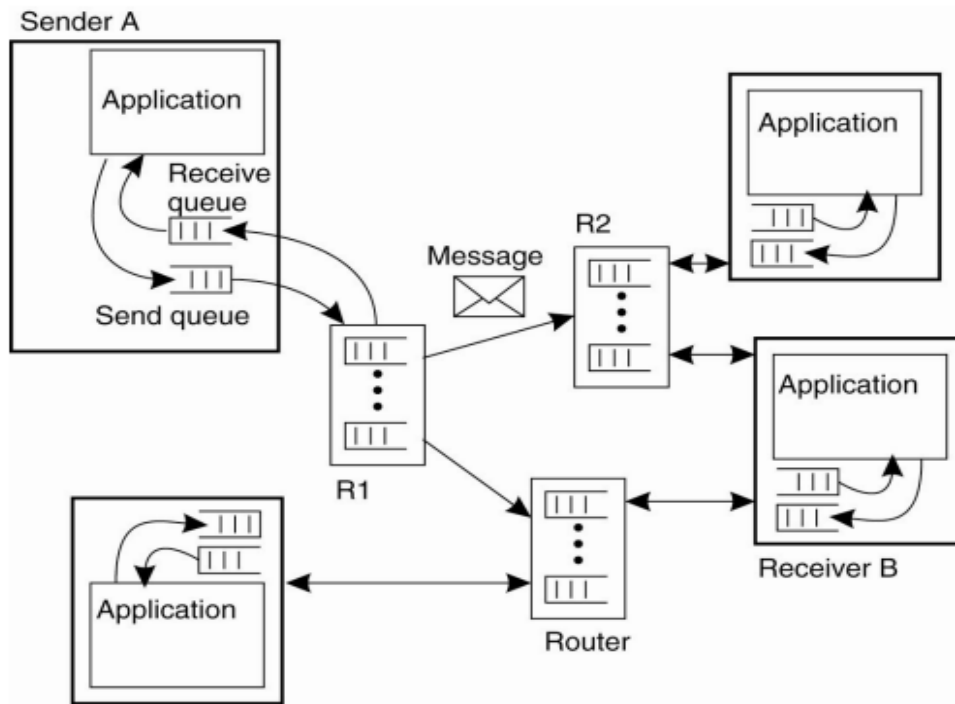 Sender A
Application
Receive
queue
Send queue
R1
Message
R2
Application
Application
Receiver B
Application
Router